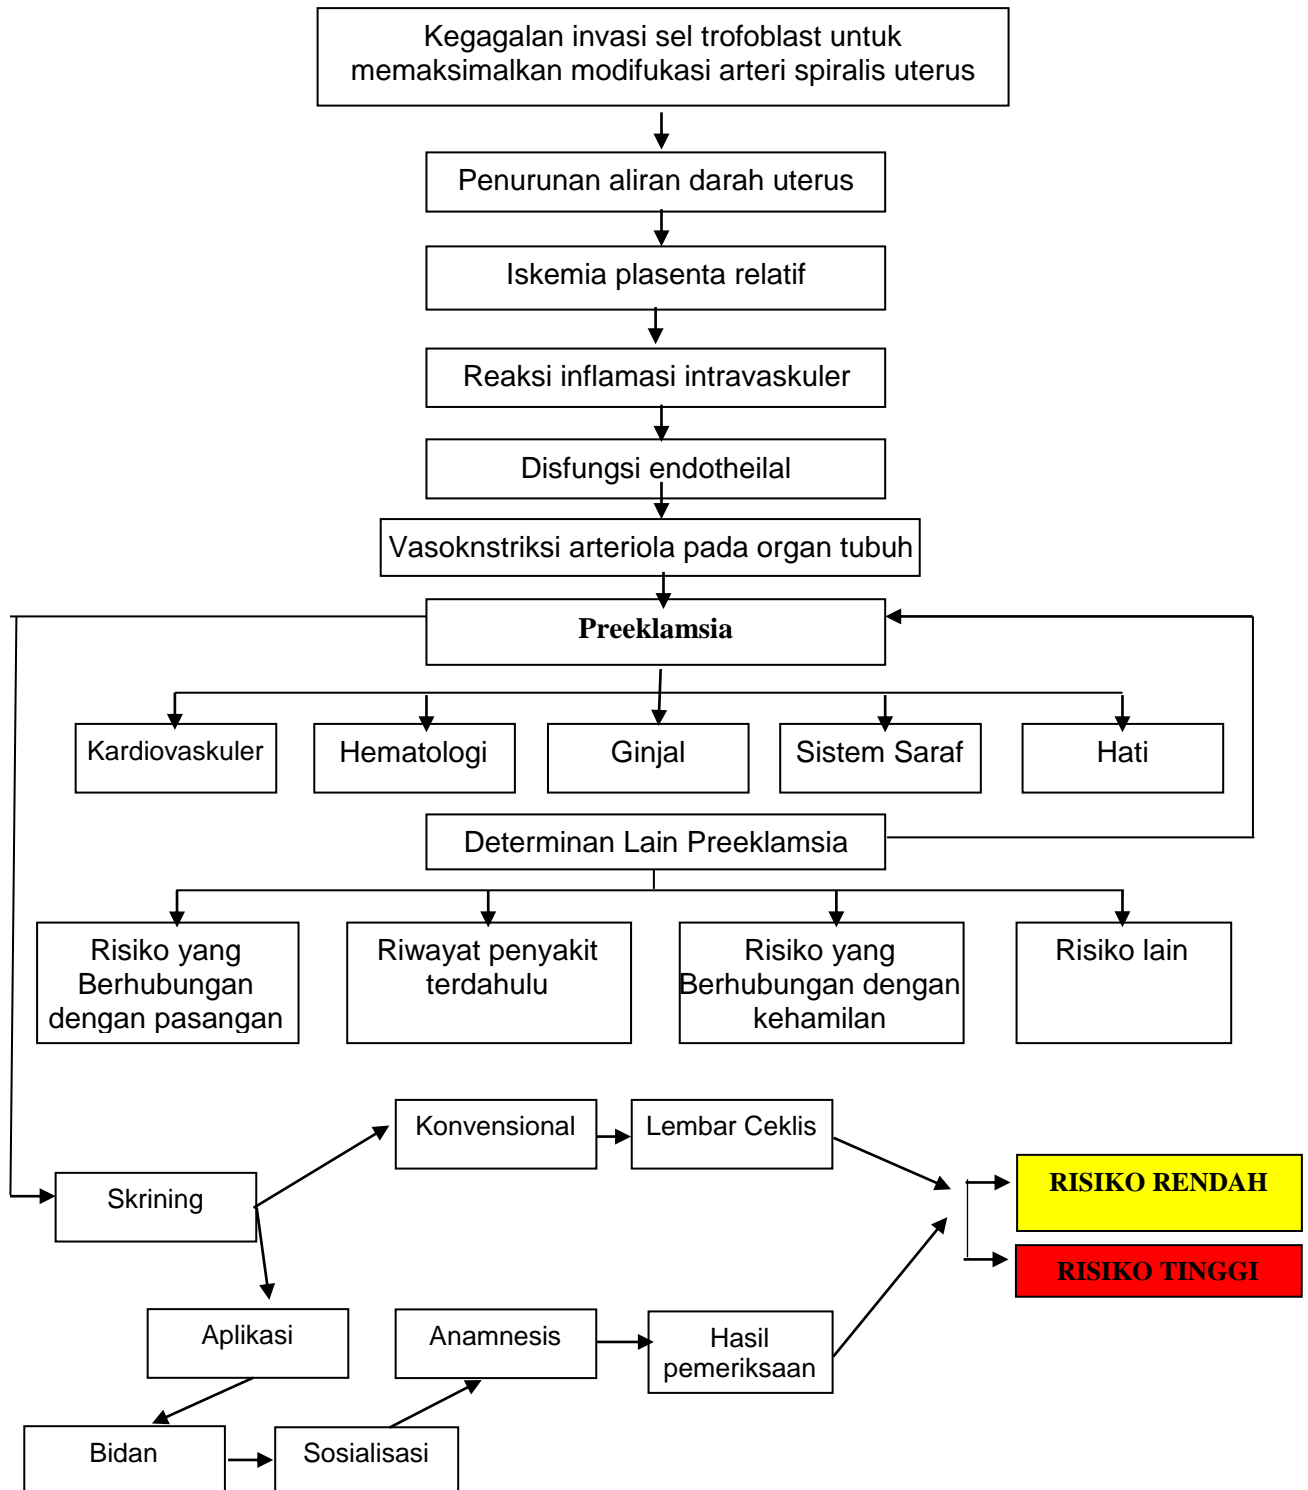 Kegagalan invasi sel trofoblast untuk
memaksimalkan modifukasi arteri spiralis uterus
Penurunan aliran darah uterus
Iskemia plasenta relatif
Reaksi inflamasi intravaskuler
Disfungsi endotheilal
Vasoknstriksi arteriola pada organ tubuh
Preeklamsia
Kardiovaskuler
Hematologi
Ginjal
Sistem Saraf
Hati
Determinan Lain Preeklamsia
Risiko yang
Berhubungan
dengan pasangan
Riwayat penyakit
terdahulu
Risiko yang
Berhubungan dengan
kehamilan
Risiko lain
Konvensional
Lembar Ceklis
Skrining
RISIKO RENDAH
RISIKO TINGGI
Aplikasi
Anamnesis
Hasil
pemeriksaan
Bidan
Sosialisasi